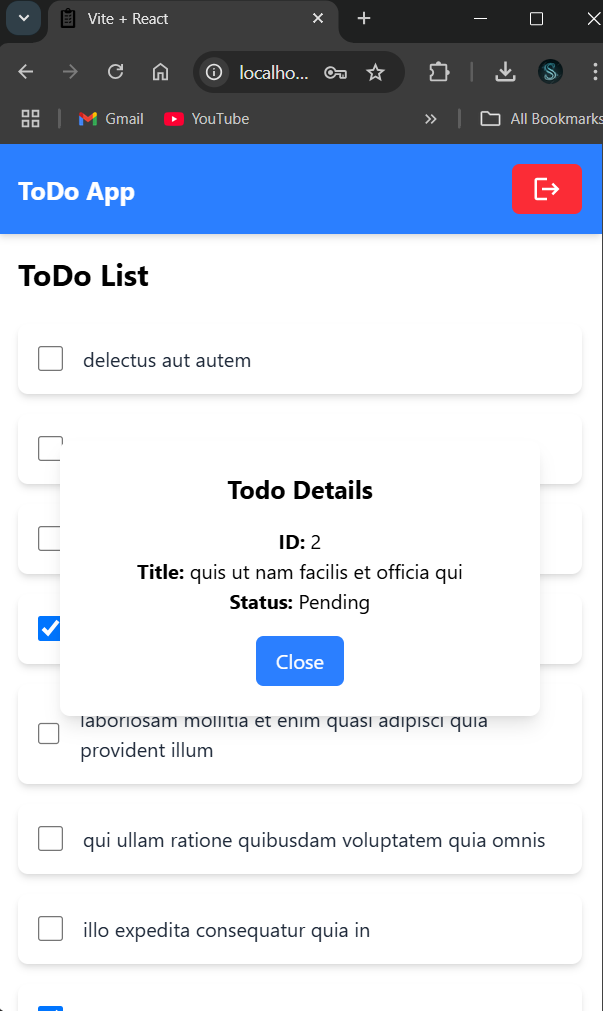 Vite + React
localho...
Gmail
YouTube
All Bookmarks
ToDo App
ToDo List
delectus aut autem
Todo Details
ID: 2
Title: quis ut nam facilis et officia qui
Status: Pending
Close
laboriosam mollitia et enim quasi adipisci quia
provident illum
qui ullam ratione quibusdam voluptatem quia omnis
illo expedita consequatur quia in